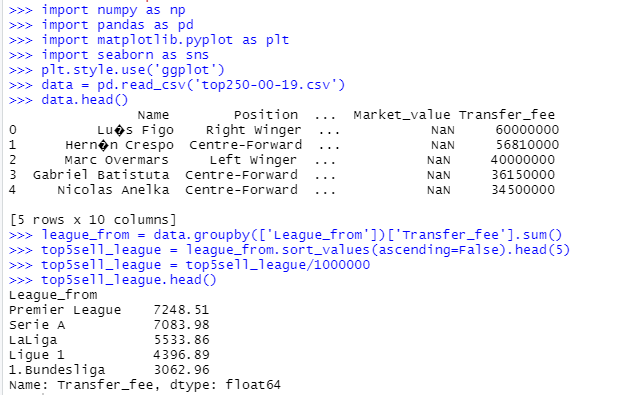 >>> import numpy as np
>>> import pandas as pd
>>> import matplotlib.pyplot as plt
>>> import seaborn as sns
>>> plt.style.use('ggplot')
>>> data = pd.read_csv('top250-00-19.csv')
>>> data.head()
Name Position ... Market_value Transfer_fee
0 Lu�s Figo Right Winger ... NaN 60000000
1 Hern�n Crespo Centre-Forward ... NaN 56810000
2 Marc Overmars Left Winger ... NaN 40000000
3 Gabriel Batistuta Centre-Forward ... NaN 36150000
4 Nicolas Anelka Centre-Forward ... NaN 34500000
[5 rows x 10 columns]
>>> league_from = data.groupby(['League_from'])['Transfer_fee'].sum()
>>> top5sell_league = league_from.sort_values(ascending=False).head(5)
>>> top5sell_league = top5sell_league/1000000
>>> top5sell_league.head()
League_from
Premier League 7248.51
Serie A 7083.98
LaLiga 5533.86
Ligue 1 4396.89
1.Bundesliga 3062.96
Name: Transfer_fee, dtype: float64